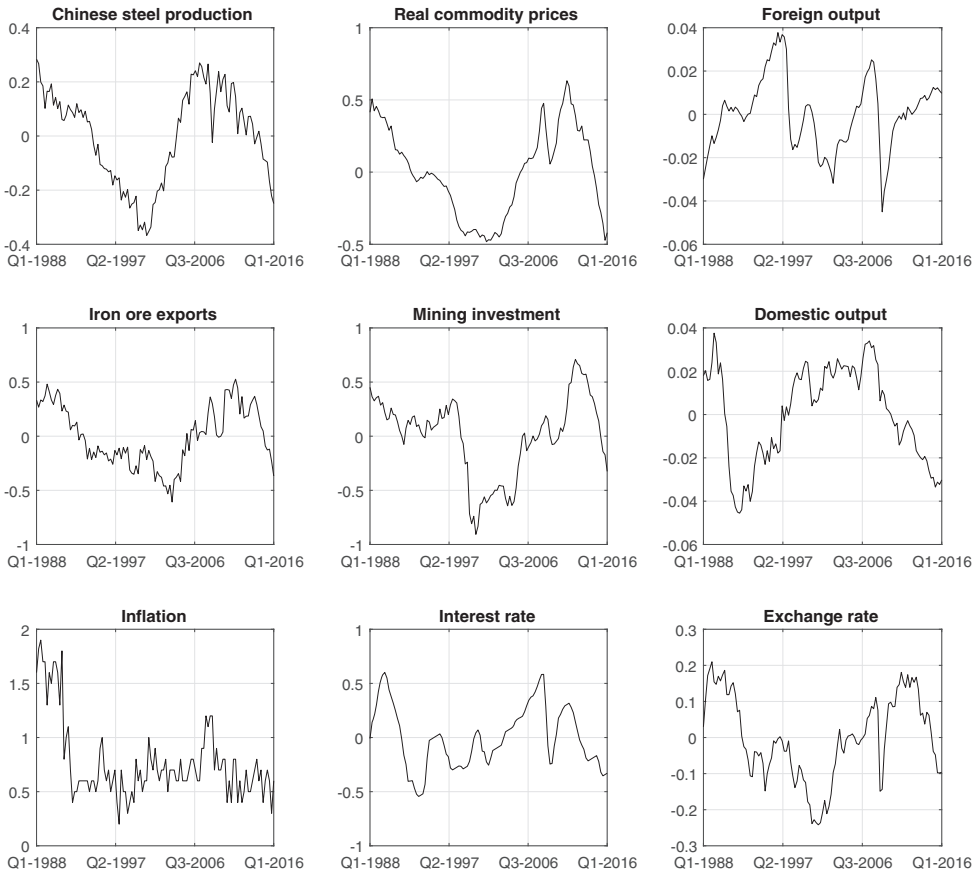 Chinese steel production
Real commodity prices
Foreign output
0.4
0.2
0
-0.2
-0.4
Q1-1988 Q2-1997 Q3-2006 Q1-2016
1
0.5
0
-0.5
Q1-1988 Q2-1997 Q3-2006 Q1-2016
0.04
0.02
0
-0.02
-0.04
-0.06
Q1-1988 Q2-1997 Q3-2006 Q1-2016
Iron ore exports
Mining investment
Domestic output
1
0.5
0
-0.5
-1
Q1-1988 Q2-1997 Q3-2006 Q1-2016
1
0.5
0
-0.5
-1
Q1-1988 Q2-1997 Q3-2006 Q1-2016
0.04
0.02
0
-0.02
-0.04
-0.06
Q1-1988 Q2-1997 Q3-2006 Q1-2016
Inflation
Interest rate
Exchange rate
2
1.5
1
0.5
0
Q1-1988 Q2-1997 Q3-2006 Q1-2016
1
0.5
0
-0.5
-1
Q1-1988 Q2-1997 Q3-2006 Q1-2016
0.3
0.2
0.1
0
-0.1
-0.2
-0.3
Q1-1988 Q2-1997 Q3-2006 Q1-2016